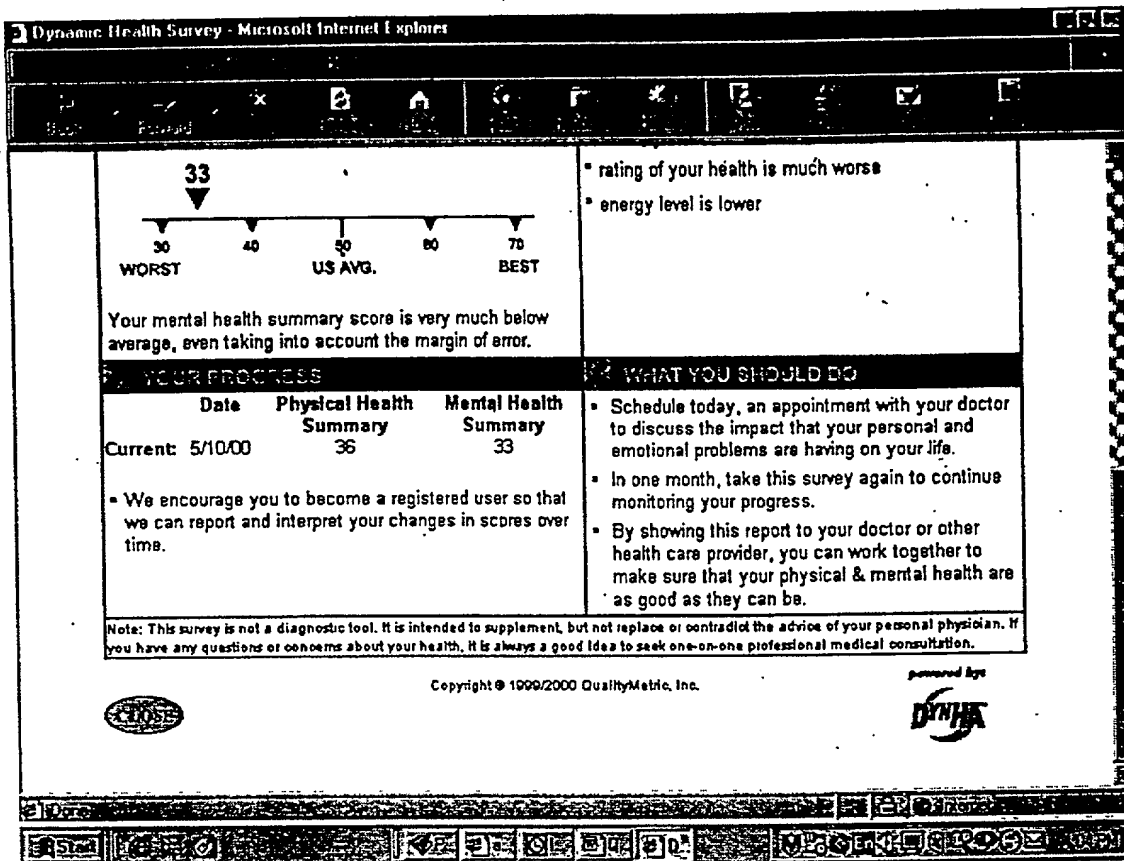 Dynamic Health Survey - Microsoft Internet Explorer
Back Forward
33
30 40 50 60 70
WORST US AVG. BEST
Your mental health summary score is very much below
average, even taking into account the margin of error.
rating of your health is much worse
energy level is lower
YOUR PROGRESS
Date Physical Health Mental Health
Summary Summary
Current: 5/10/00 36 33
We encourage you to become a registered user so that
we can report and interpret your changes in scores over
time.
WHAT YOU SHOULD DO
Schedule today, an appointment with your doctor
to discuss the impact that your personal and
emotional problems are having on your life.
In one month, take this survey again to continue
monitoring your progress.
By showing this report to your doctor or other
health care provider, you can work together to
make sure that your physical & mental health are
as good as they can be.
Note: This survey is not a diagnostic tool. It is intended to supplement, but not replace or contradict the advice of your personal physician. If
you have any questions or concerns about your health, it is always a good idea to seek one-on-one professional medical consultation.
Copyright © 1999/2000 QualityMetric, Inc.
powered by:
DYNHA
CLOSE
Done
Start